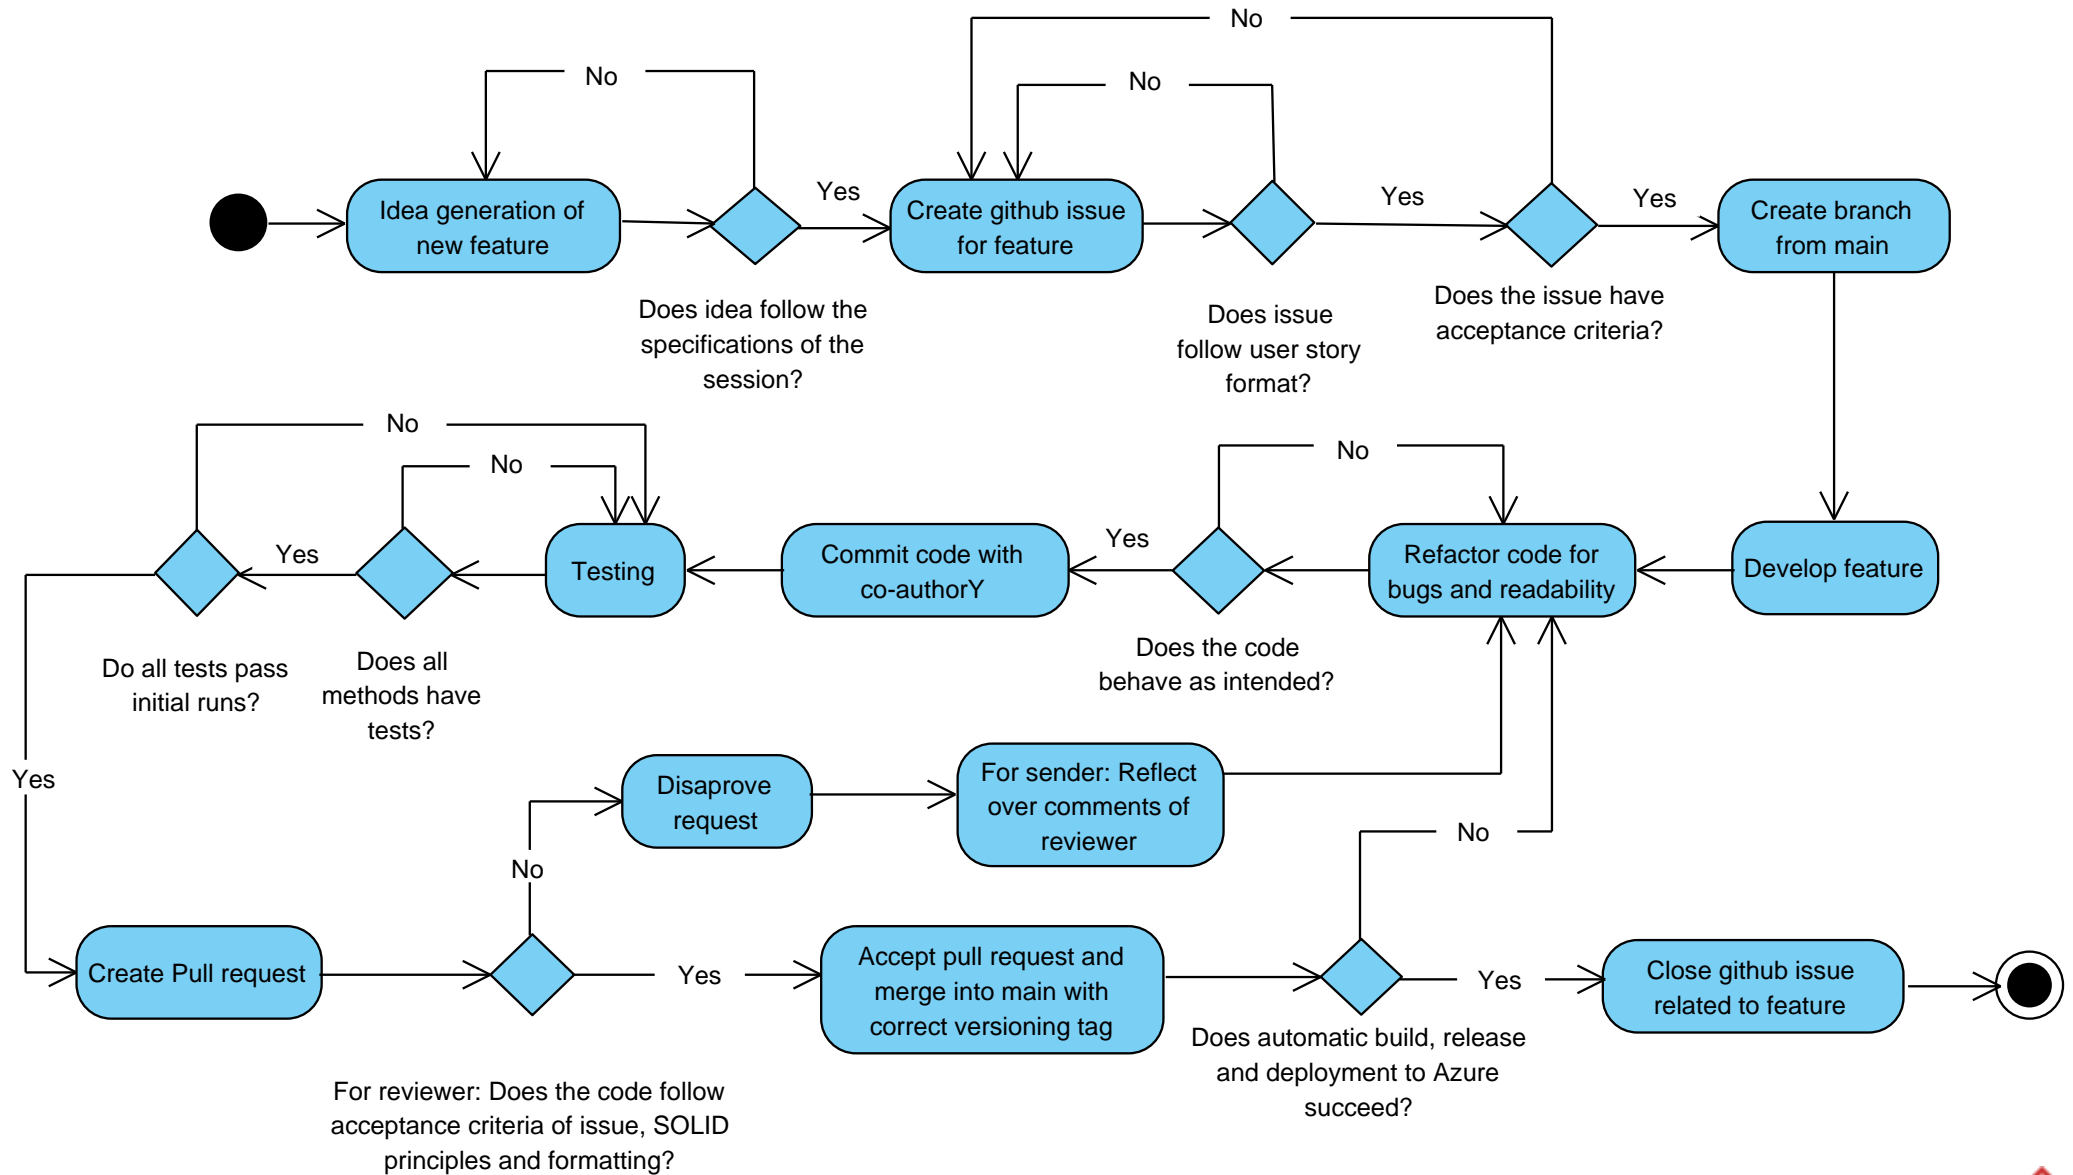 No
No
No
Idea generation of
new feature
Yes
Create github issue
for feature
Yes
Yes
Create branch
from main
Does idea follow the
specifications of the
session?
Does issue
follow user story
format?
Does the issue have
acceptance criteria?
No
No
No
Yes
Testing
Commit code with
co-authorY
Yes
Refactor code for
bugs and readability
Develop feature
Do all tests pass
initial runs?
Does all
methods have
tests?
Does the code
behave as intended?
Yes
Disaprove
request
For sender: Reflect
over comments of
reviewer
No
No
Create Pull request
Yes
Accept pull request and
merge into main with
correct versioning tag
Yes
Close github issue
related to feature
For reviewer: Does the code follow
acceptance criteria of issue, SOLID
principles and formatting?
Does automatic build, release
and deployment to Azure
succeed?